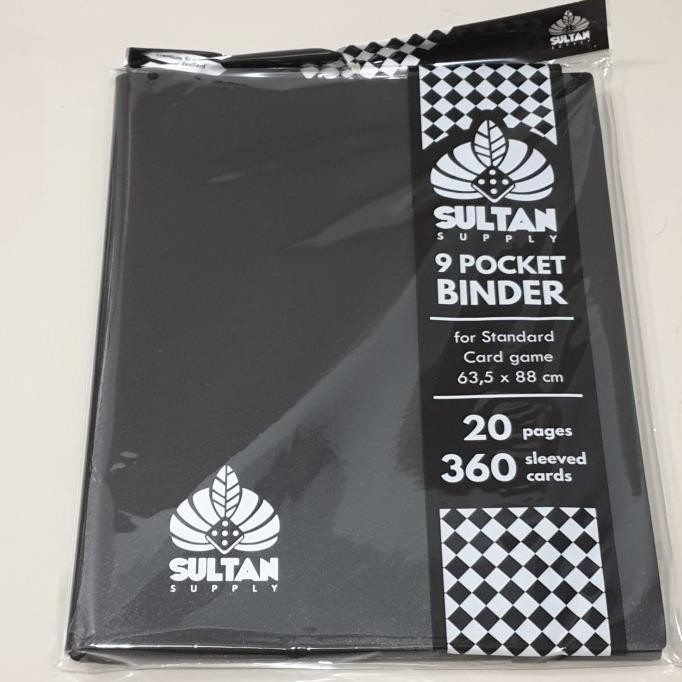 SULTAN
SUPPLY
SULTAN
SUPPLY
9 POCKET
BINDER
for Standard
Card game
63,5 x 88 cm
20 pages
360 sleeved
cards
SULTAN
SUPPLY